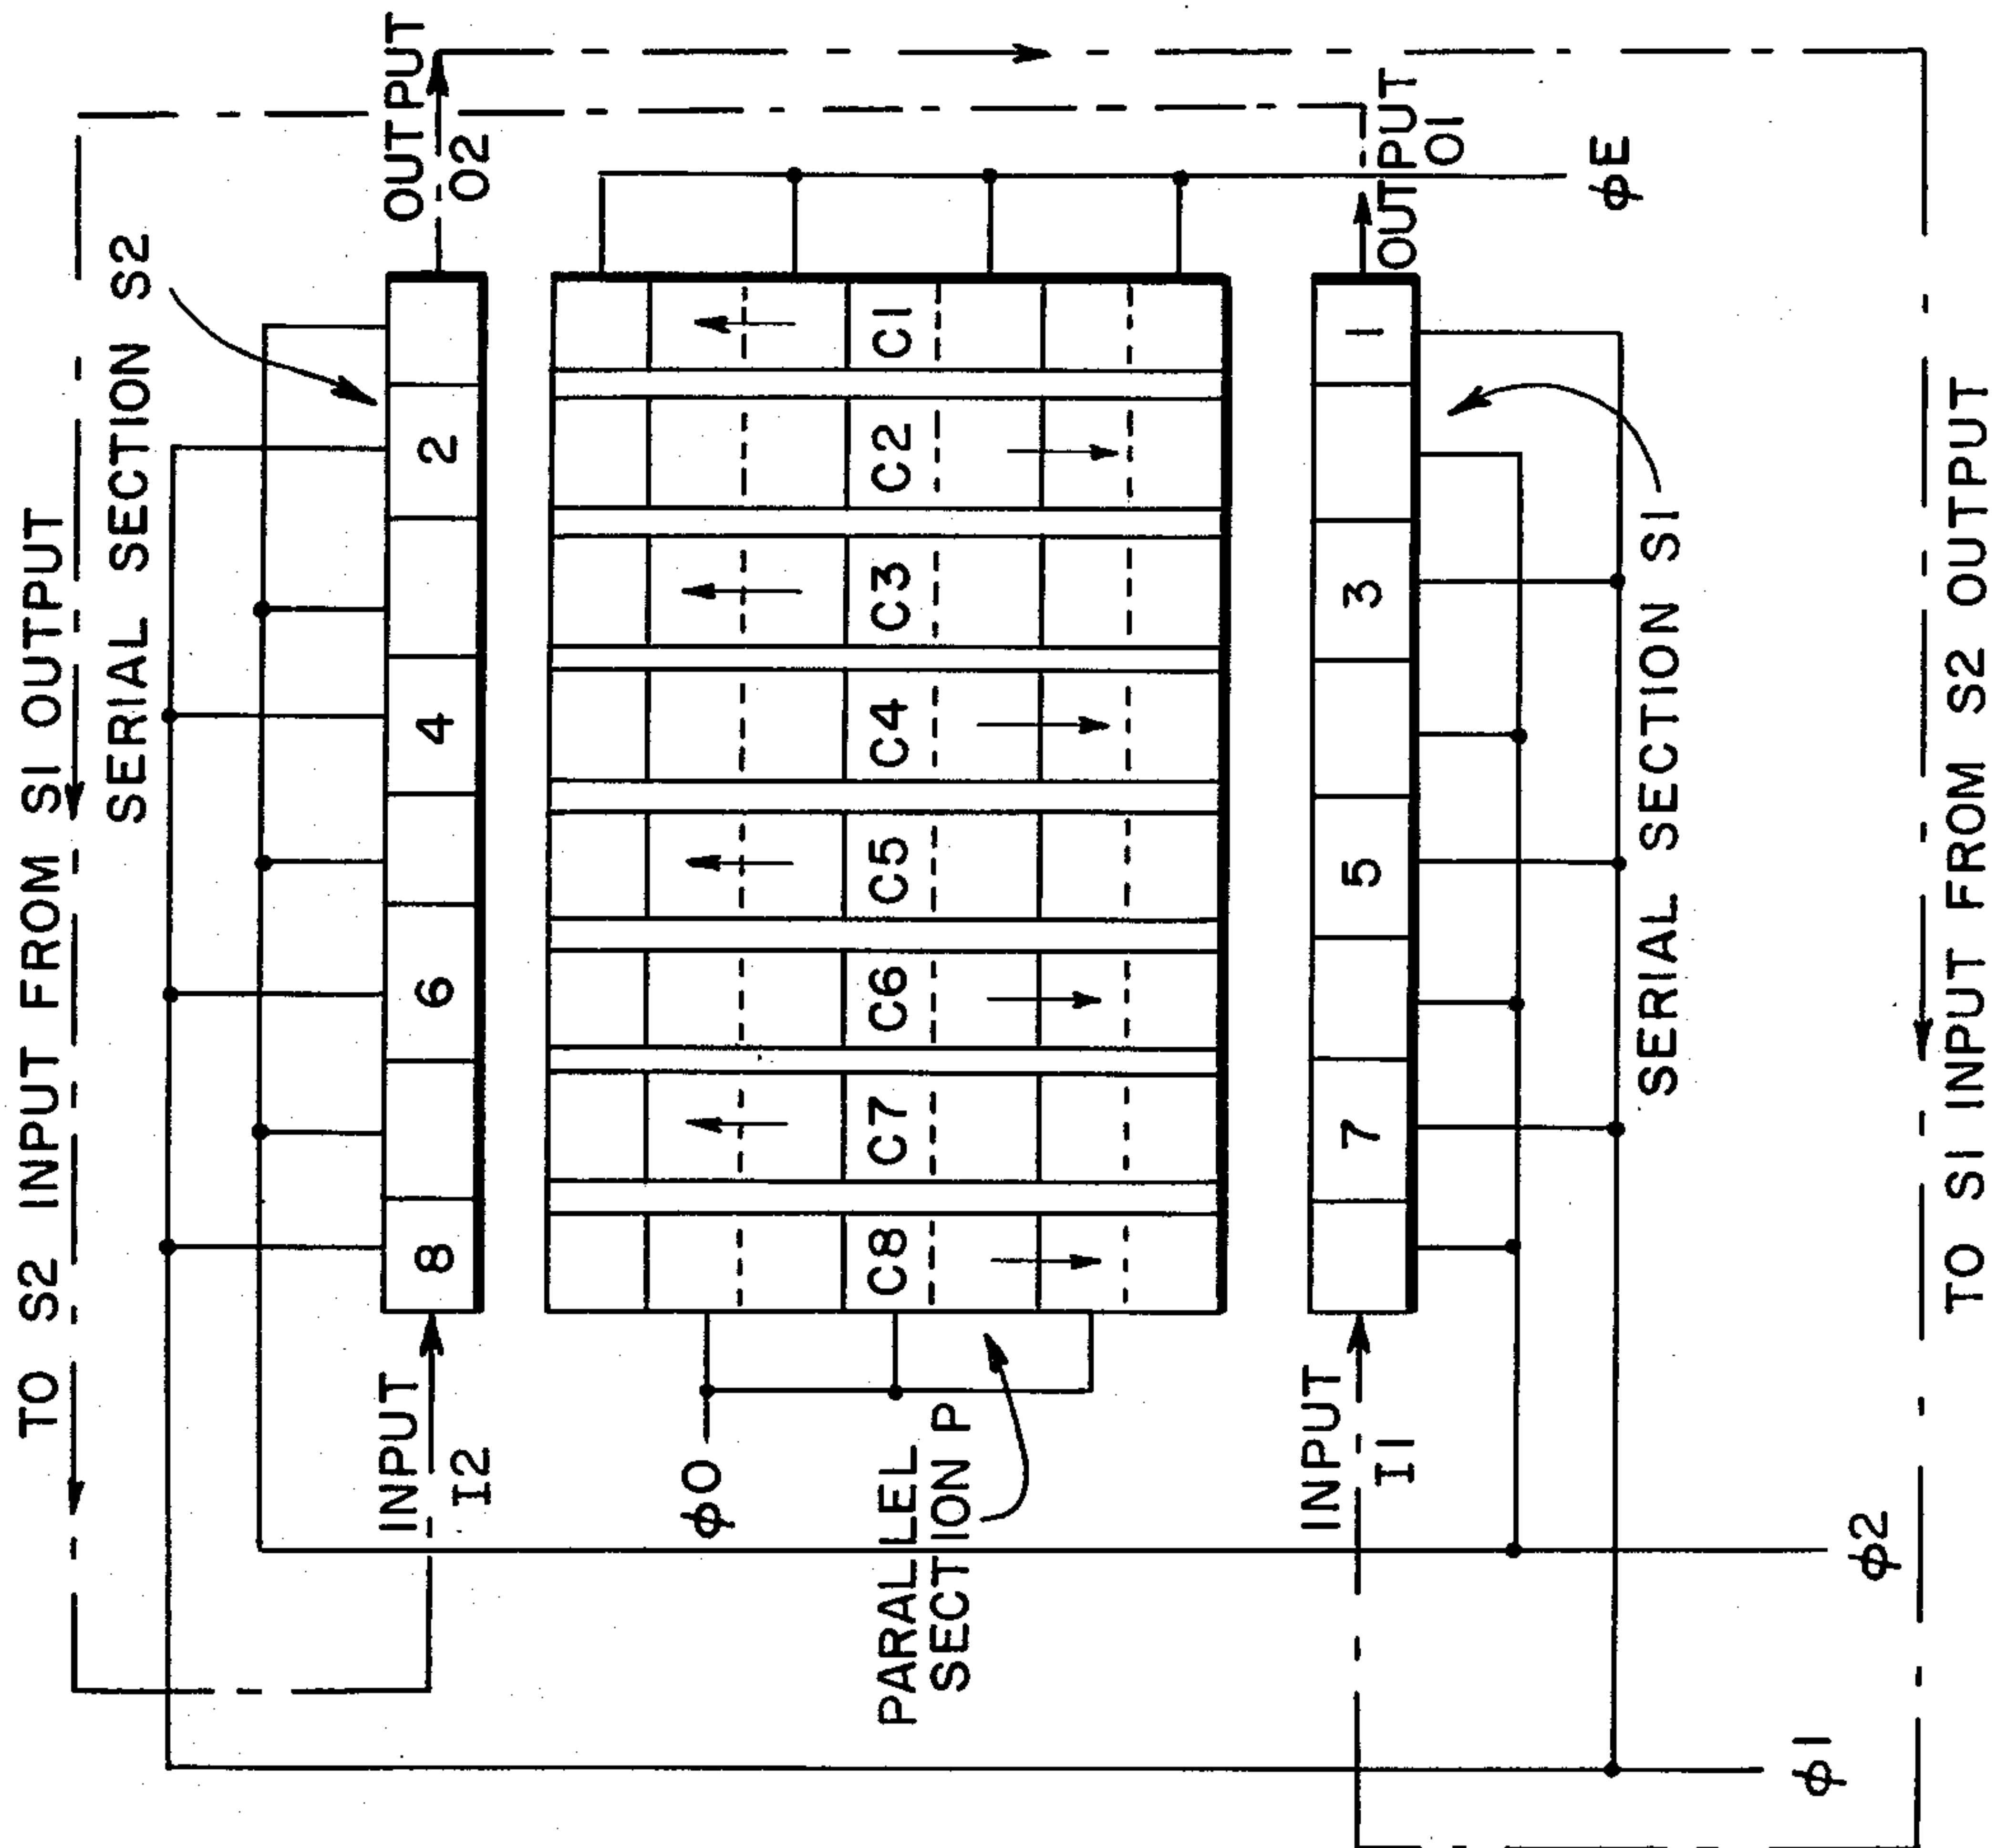 TO S2 INPUT FROM S1 OUTPUT
SERIAL SECTION S2
OUTPUT
O2
8
6
4
2
INPUT
I2
C8
C7
C6
C5
C4
C3
C2
C1
ϕO
PARALLEL
SECTION P
INPUT
I1
7
5
3
1
OUTPUT
O1
ϕE
SERIAL SECTION S1
ϕ2
ϕ1
TO S1 INPUT FROM S2 OUTPUT